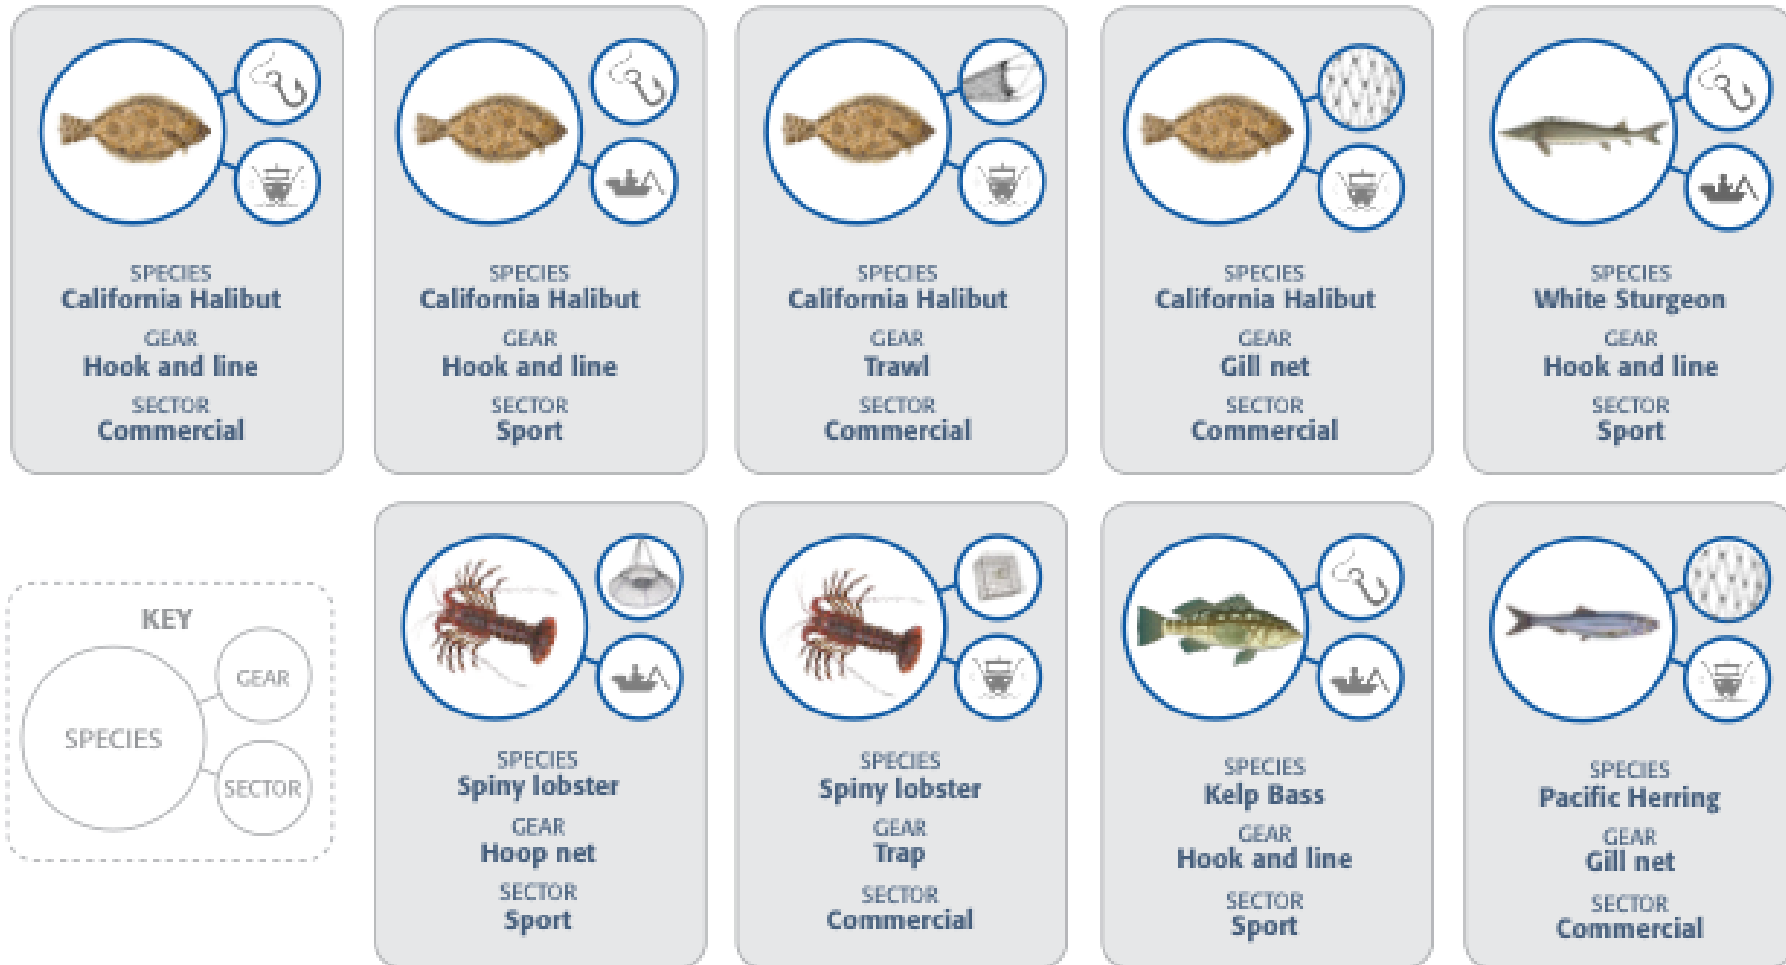 SPECIES
California Halibut
GEAR
Hook and line
SECTOR
Commercial
SPECIES
California Halibut
GEAR
Hook and line
SECTOR
Sport
SPECIES
California Halibut
GEAR
Trawl
SECTOR
Commercial
SPECIES
California Halibut
GEAR
Gill net
SECTOR
Commercial
SPECIES
White Sturgeon
GEAR
Hook and line
SECTOR
Sport
KEY
GEAR
SPECIES
SECTOR
SPECIES
Spiny lobster
GEAR
Hoop net
SECTOR
Sport
SPECIES
Spiny lobster
GEAR
Trap
SECTOR
Commercial
SPECIES
Kelp Bass
GEAR
Hook and line
SECTOR
Sport
SPECIES
Pacific Herring
GEAR
Gill net
SECTOR
Commercial